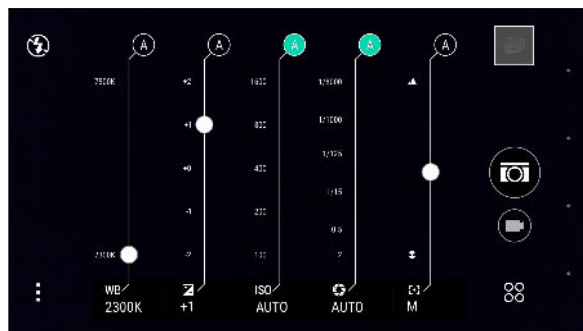 A A A A A
7500K +2 1600 1/8000
+1 800 1/1000
1/125
+0 400
1/15
-1 200
0.5
2300K -2 100 2
WB ISO
2300K +1 AUTO AUTO M